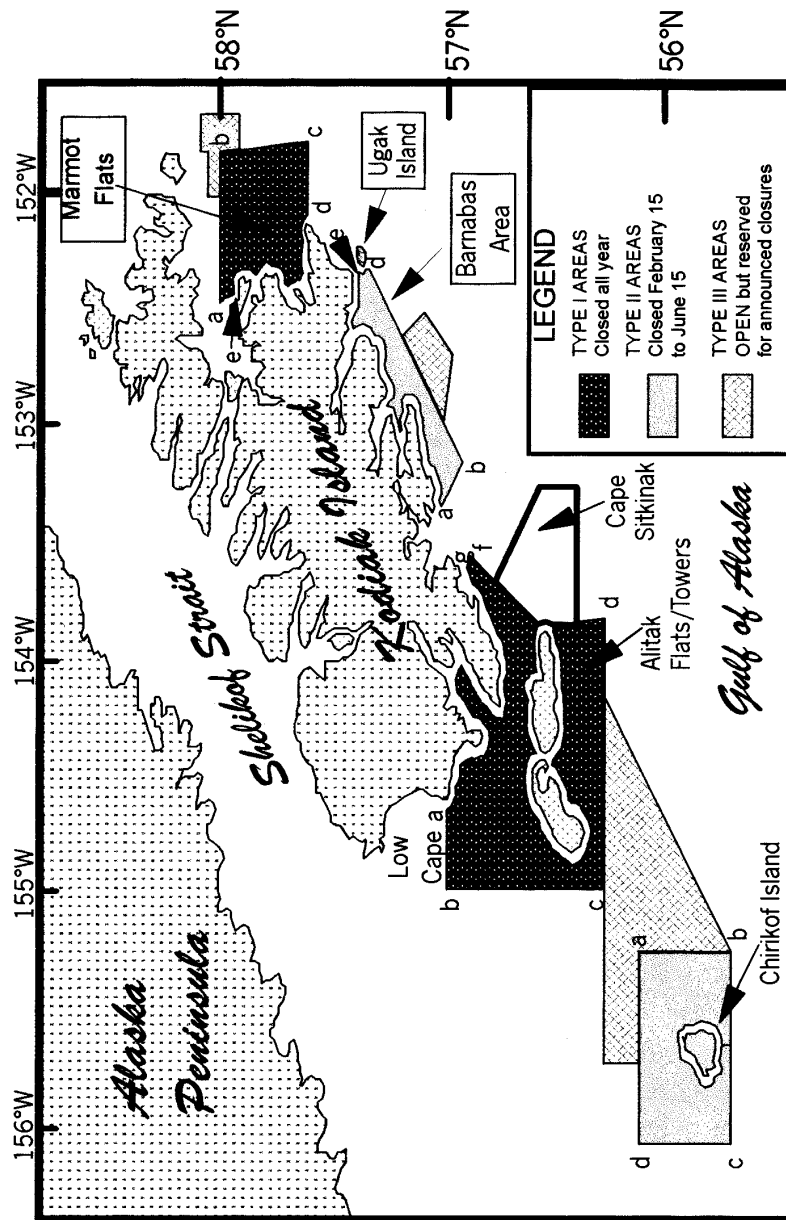 156°W
155°W
154°W
153°W
152°W
58°N
57°N
56°N
Alaska
Peninsula
Shelikof Strait
Kodiak Island
Marmot
Flats
a
b
c
d
e
Ugak
Island
Barnabas
Area
a
b
d
e
Low
Cape a
b
c
d
f
g
Cape
Sitkinak
Alitak
Flats/Towers
Gulf of Alaska
a
b
c
d
Chirikof Island
LEGEND
TYPE I AREAS
Closed all year
TYPE II AREAS
Closed February 15
to June 15
TYPE III AREAS
OPEN but reserved
for announced closures